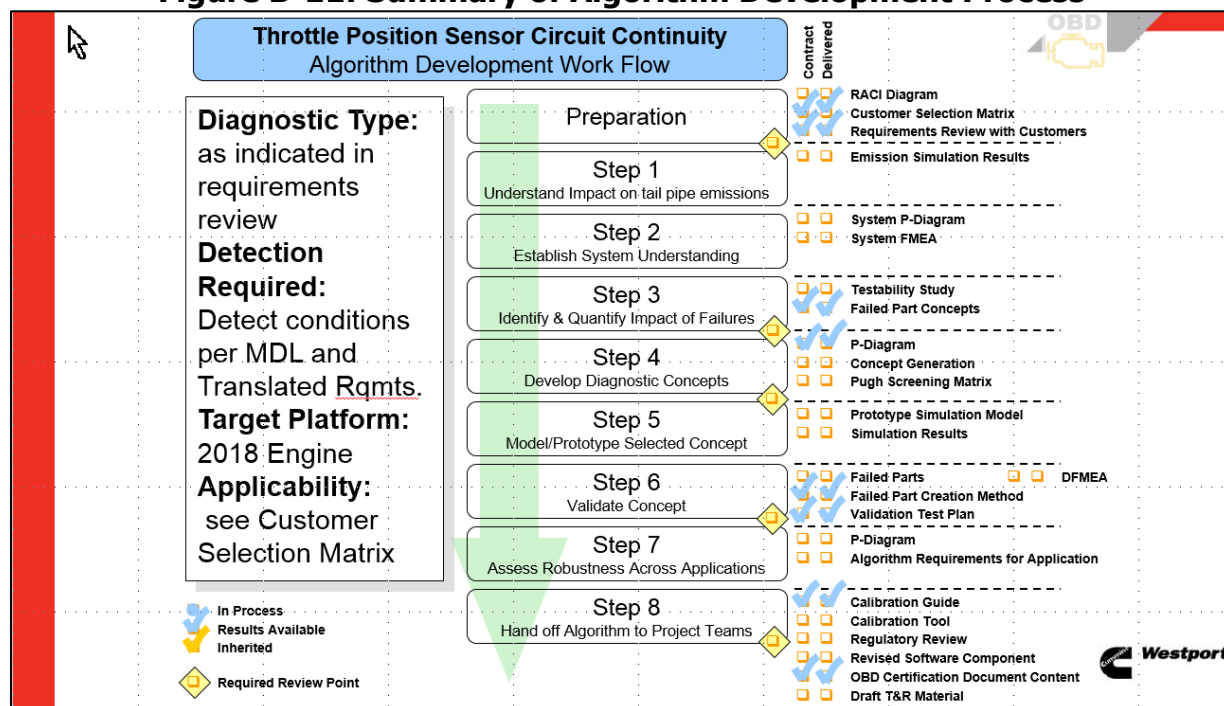 Figure B-21: Summary of Algorithm Development Process
Throttle Position Sensor Circuit Continuity
Algorithm Development Work Flow
Contract
Delivered
OBD
Diagnostic Type:
as indicated in
requirements
review
Detection
Required:
Detect conditions
per MDL and
Translated Rqmts.
Target Platform:
2018 Engine
Applicability:
see Customer
Selection Matrix
In Process
Results Available
Inherited
Required Review Point
Preparation
Step 1
Understand Impact on tail pipe emissions
Step 2
Establish System Understanding
Step 3
Identify & Quantify Impact of Failures
Step 4
Develop Diagnostic Concepts
Step 5
Model/Prototype Selected Concept
Step 6
Validate Concept
Step 7
Assess Robustness Across Applications
Step 8
Hand off Algorithm to Project Teams
RACI Diagram
Customer Selection Matrix
Requirements Review with Customers
Emission Simulation Results
System P-Diagram
System FMEA
Testability Study
Failed Part Concepts
P-Diagram
Concept Generation
Pugh Screening Matrix
Prototype Simulation Model
Simulation Results
Failed Parts DFMEA
Failed Part Creation Method
Validation Test Plan
P-Diagram
Algorithm Requirements for Application
Calibration Guide
Calibration Tool
Regulatory Review
Revised Software Component
OBD Certification Document Content
Draft T&R Material
Cummins Westport